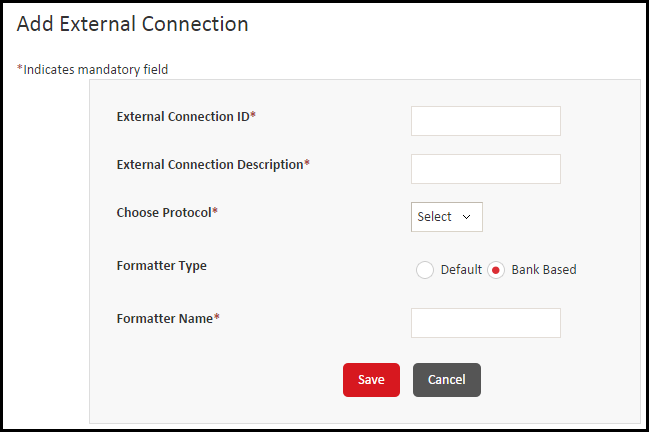 Add External Connection
*Indicates mandatory field
External Connection ID*
External Connection Description*
Choose Protocol* Select
Formatter Type Default Bank Based
Formatter Name*
Save Cancel